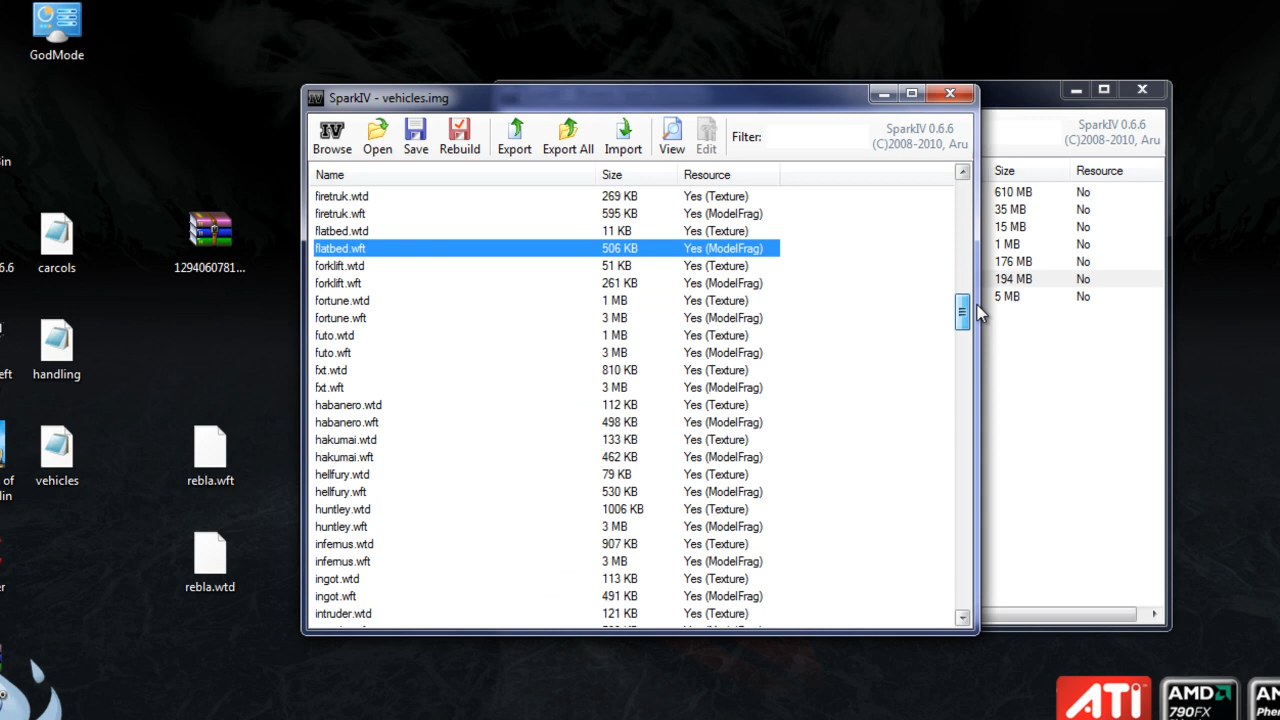 GodMode
in
6.6
carcols
1294060781...
eft
handling
of
lin
vehicles
rebla.wft
er
rebla.wtd
SparkIV - vehicles.img
Browse
Open
Save
Rebuild
Export
Export All
Import
View
Edit
Filter:
SparkIV 0.6.6
(C)2008-2010, Aru
Name Size Resource
firetruk.wtd 269 KB Yes (Texture)
firetruk.wft 595 KB Yes (ModelFrag)
flatbed.wtd 11 KB Yes (Texture)
flatbed.wft 506 KB Yes (ModelFrag)
forklift.wtd 51 KB Yes (Texture)
forklift.wft 261 KB Yes (ModelFrag)
fortune.wtd 1 MB Yes (Texture)
fortune.wft 3 MB Yes (ModelFrag)
futo.wtd 1 MB Yes (Texture)
futo.wft 3 MB Yes (ModelFrag)
fxt.wtd 810 KB Yes (Texture)
fxt.wft 3 MB Yes (ModelFrag)
habanero.wtd 112 KB Yes (Texture)
habanero.wft 498 KB Yes (ModelFrag)
hakumai.wtd 133 KB Yes (Texture)
hakumai.wft 462 KB Yes (ModelFrag)
hellfury.wtd 79 KB Yes (Texture)
hellfury.wft 530 KB Yes (ModelFrag)
huntley.wtd 1006 KB Yes (Texture)
huntley.wft 3 MB Yes (ModelFrag)
infernus.wtd 907 KB Yes (Texture)
infernus.wft 3 MB Yes (ModelFrag)
ingot.wtd 113 KB Yes (Texture)
ingot.wft 491 KB Yes (ModelFrag)
intruder.wtd 121 KB Yes (Texture)
SparkIV 0.6.6
(C)2008-2010, Aru
Size Resource
610 MB No
35 MB No
15 MB No
1 MB No
176 MB No
194 MB No
5 MB No
ATI
AMD
790FX
AM
Phe